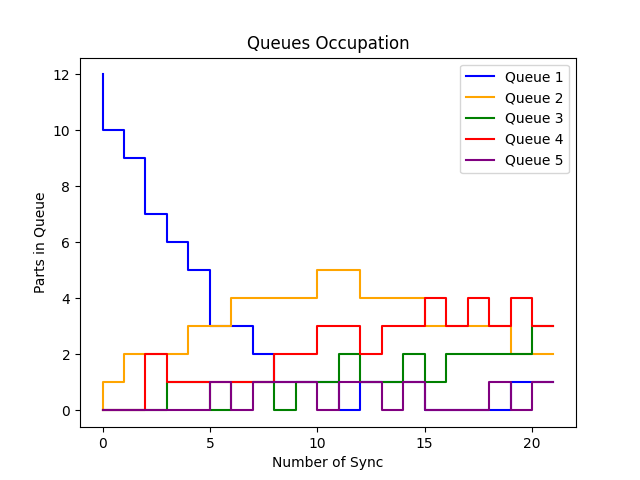 Queues Occupation
12
10
8
6
4
2
0
Parts in Queue
Queue 1
Queue 2
Queue 3
Queue 4
Queue 5
0 5 10 15 20
Number of Sync